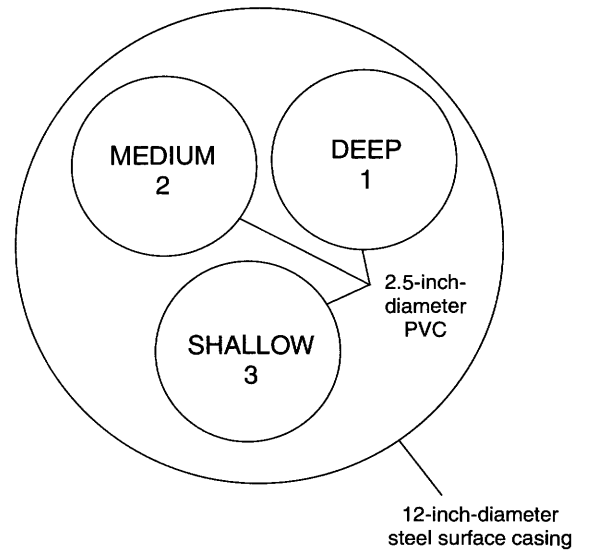 MEDIUM
2
DEEP
1
SHALLOW
3
2.5-inch-
diameter
PVC
12-inch-diameter
steel surface casing